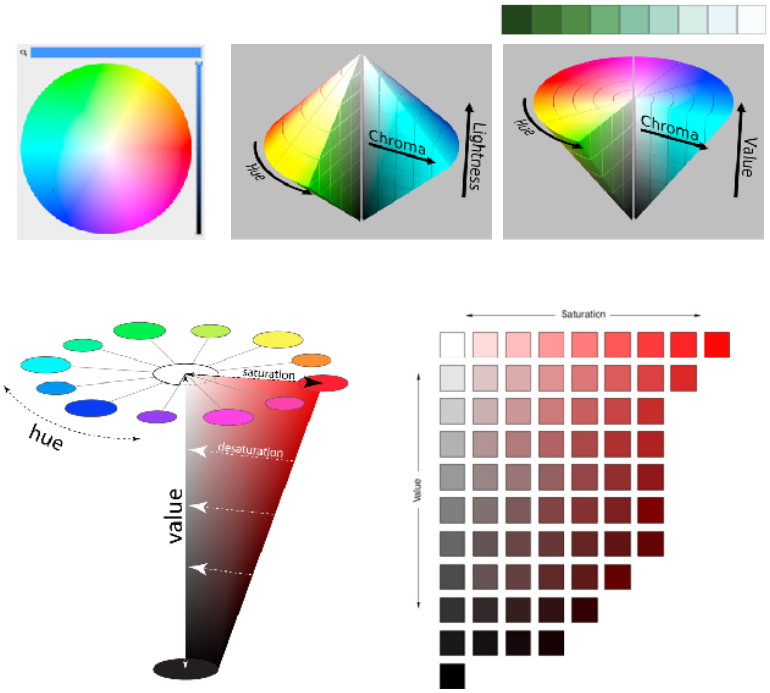 Hue
Chroma
Lightness
Hue
Chroma
Value
saturation
hue
desaturation
value
Saturation
Value